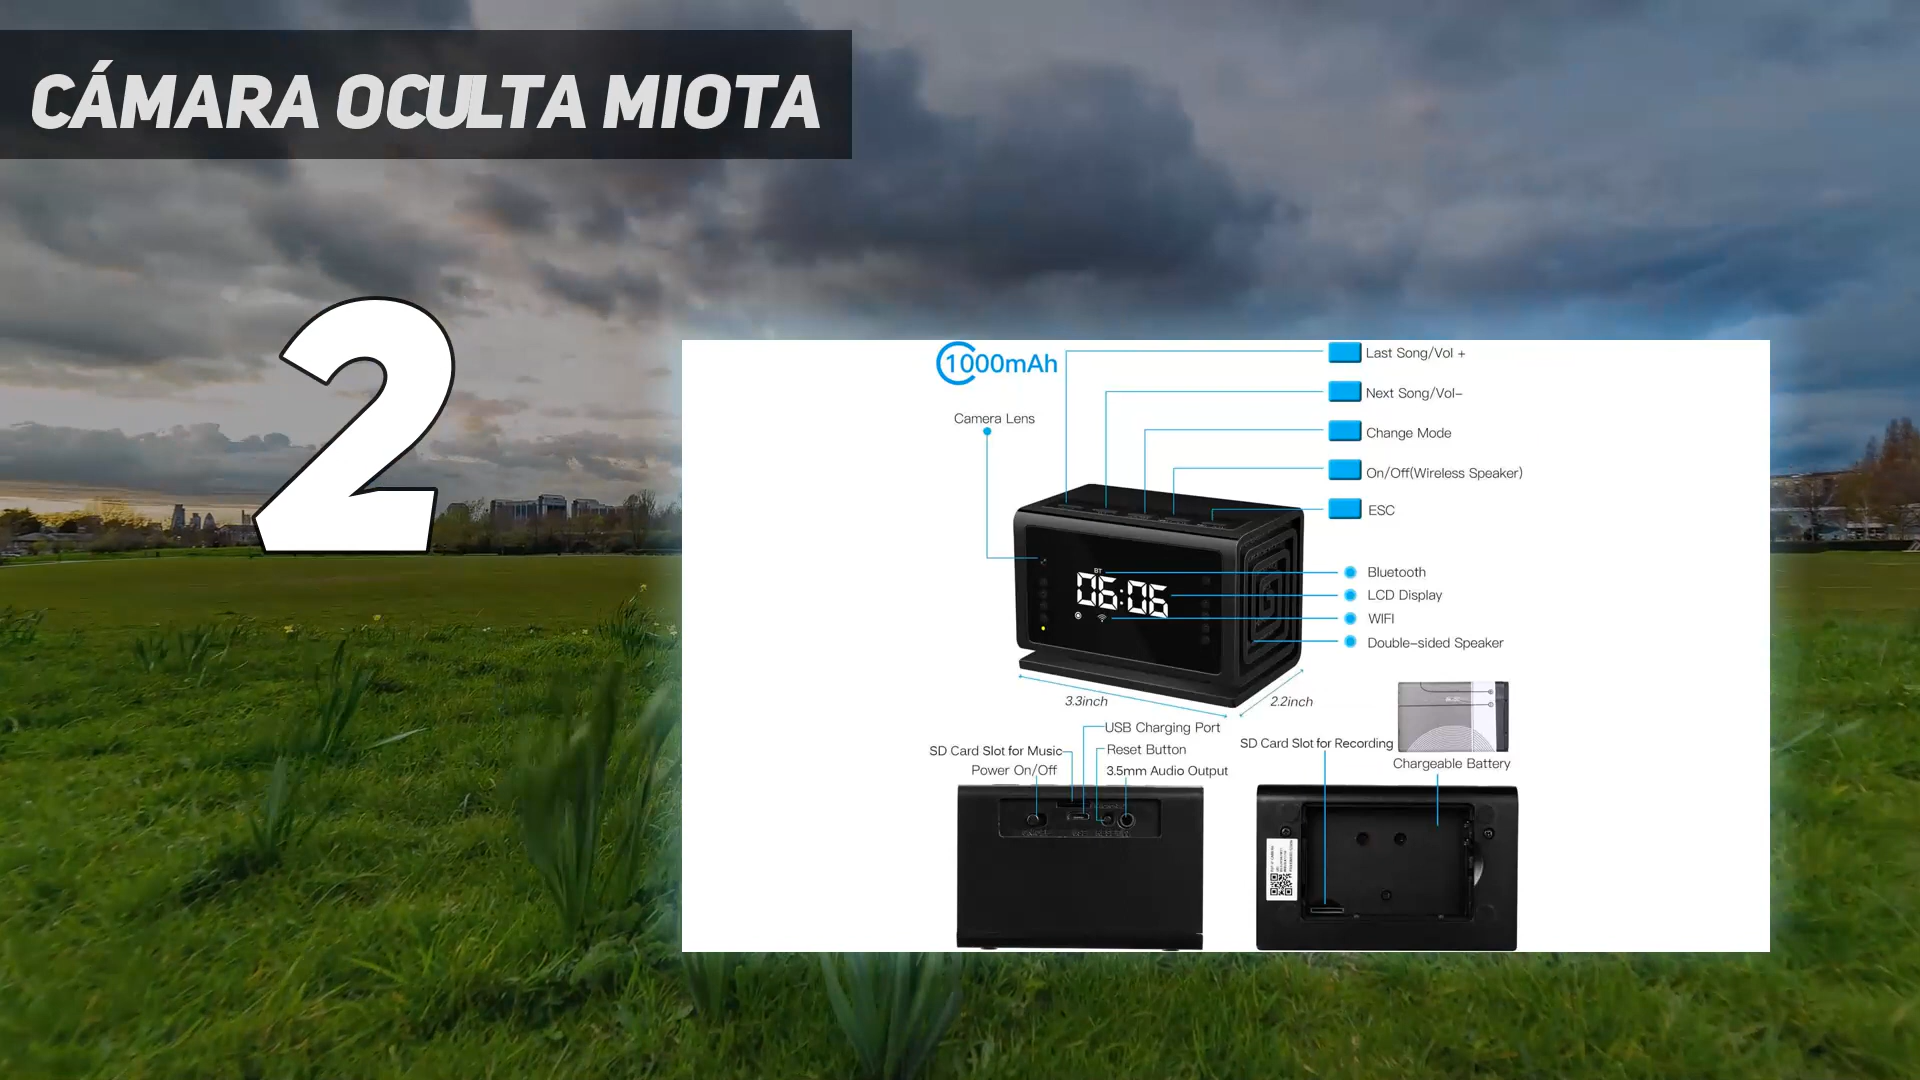 CÁMARA OCULTA MIOTA
2
1000mAh
Last Song/Vol +
Next Song/Vol-
Camera Lens
Change Mode
On/Off(Wireless Speaker)
ESC
BT
06:06
Bluetooth
LCD Display
WIFI
Double-sided Speaker
3.3inch
2.2inch
USB Charging Port
SD Card Slot for Music
Reset Button
SD Card Slot for Recording
Power On/Off
3.5mm Audio Output
Chargeable Battery